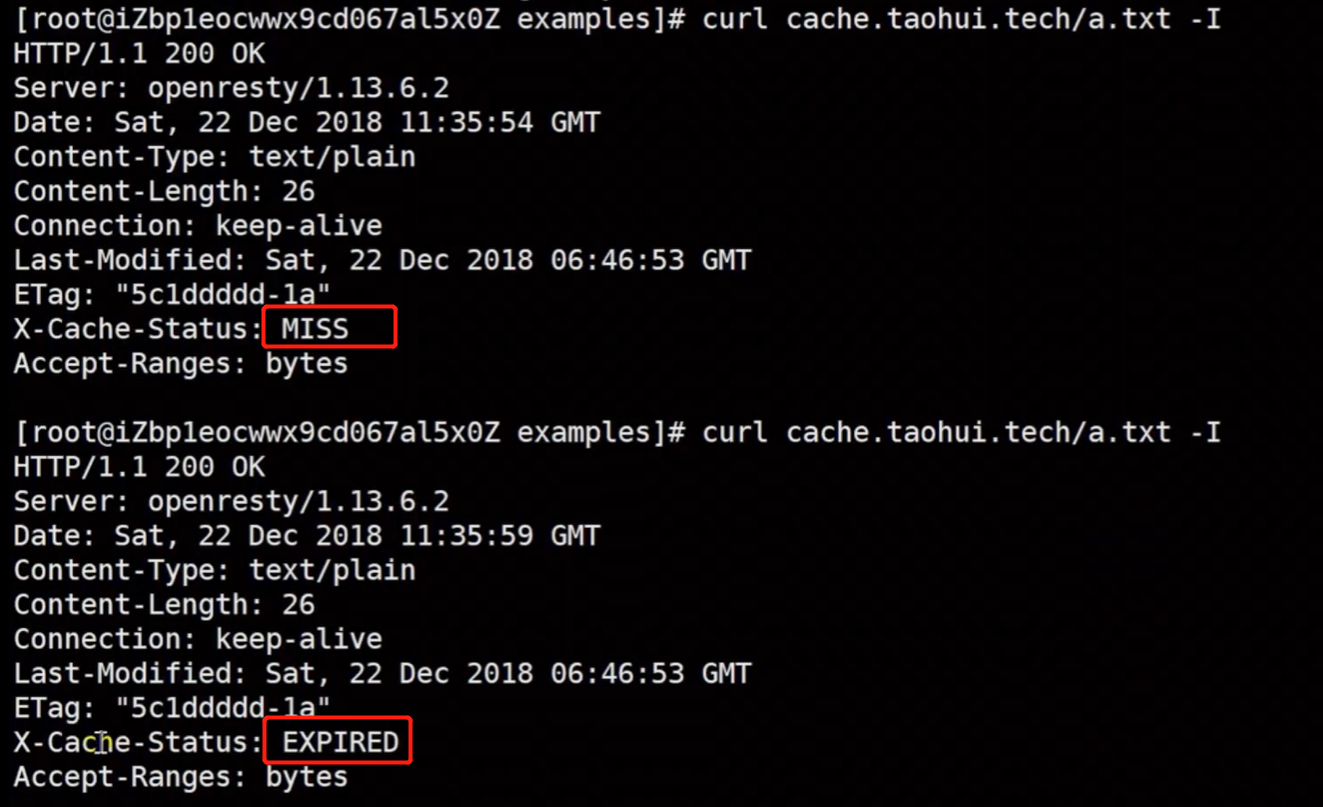 [root@iZbp1eocwwx9cd067al5x0Z examples]# curl cache.taohui.tech/a.txt -I
HTTP/1.1 200 OK
Server: openresty/1.13.6.2
Date: Sat, 22 Dec 2018 11:35:54 GMT
Content-Type: text/plain
Content-Length: 26
Connection: keep-alive
Last-Modified: Sat, 22 Dec 2018 06:46:53 GMT
ETag: "5c1ddddd-1a"
X-Cache-Status: MISS
Accept-Ranges: bytes
[root@iZbp1eocwwx9cd067al5x0Z examples]# curl cache.taohui.tech/a.txt -I
HTTP/1.1 200 OK
Server: openresty/1.13.6.2
Date: Sat, 22 Dec 2018 11:35:59 GMT
Content-Type: text/plain
Content-Length: 26
Connection: keep-alive
Last-Modified: Sat, 22 Dec 2018 06:46:53 GMT
ETag: "5c1ddddd-1a"
X-Cache-Status: EXPIRED
Accept-Ranges: bytes